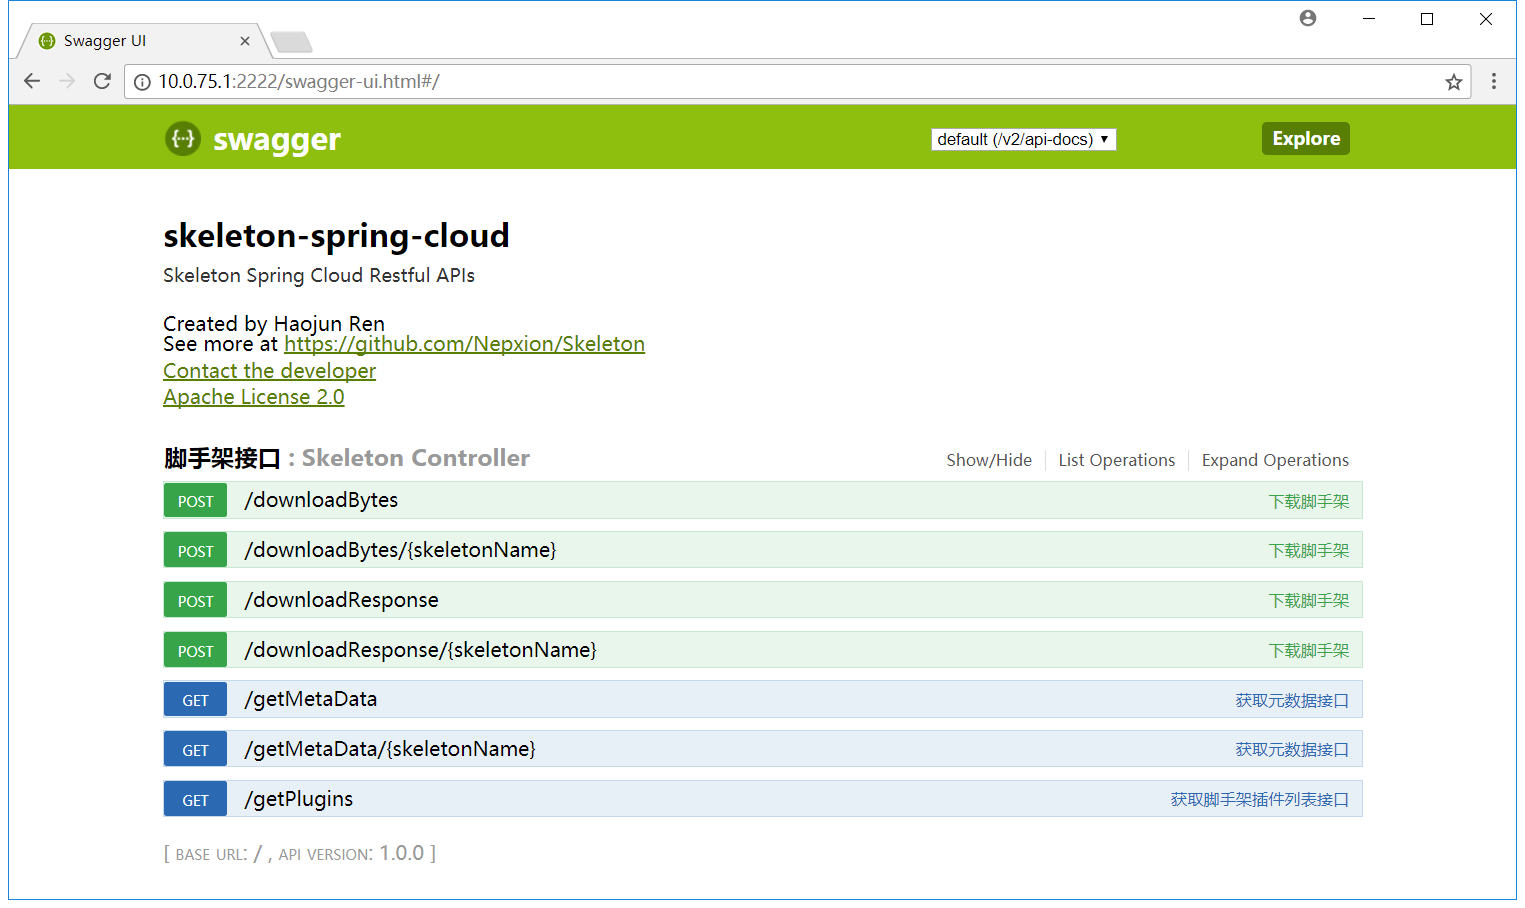 Swagger UI
10.0.75.1:2222/swagger-ui.html#/
{···} swagger
default (/v2/api-docs)
Explore
skeleton-spring-cloud
Skeleton Spring Cloud Restful APIs
Created by Haojun Ren
See more at https://github.com/Nepxion/Skeleton
Contact the developer
Apache License 2.0
脚手架接口 : Skeleton Controller
Show/Hide
List Operations
Expand Operations
POST /downloadBytes 下载脚手架
POST /downloadBytes/{skeletonName} 下载脚手架
POST /downloadResponse 下载脚手架
POST /downloadResponse/{skeletonName} 下载脚手架
GET /getMetaData 获取元数据接口
GET /getMetaData/{skeletonName} 获取元数据接口
GET /getPlugins 获取脚手架插件列表接口
[ BASE URL: / , API VERSION: 1.0.0 ]